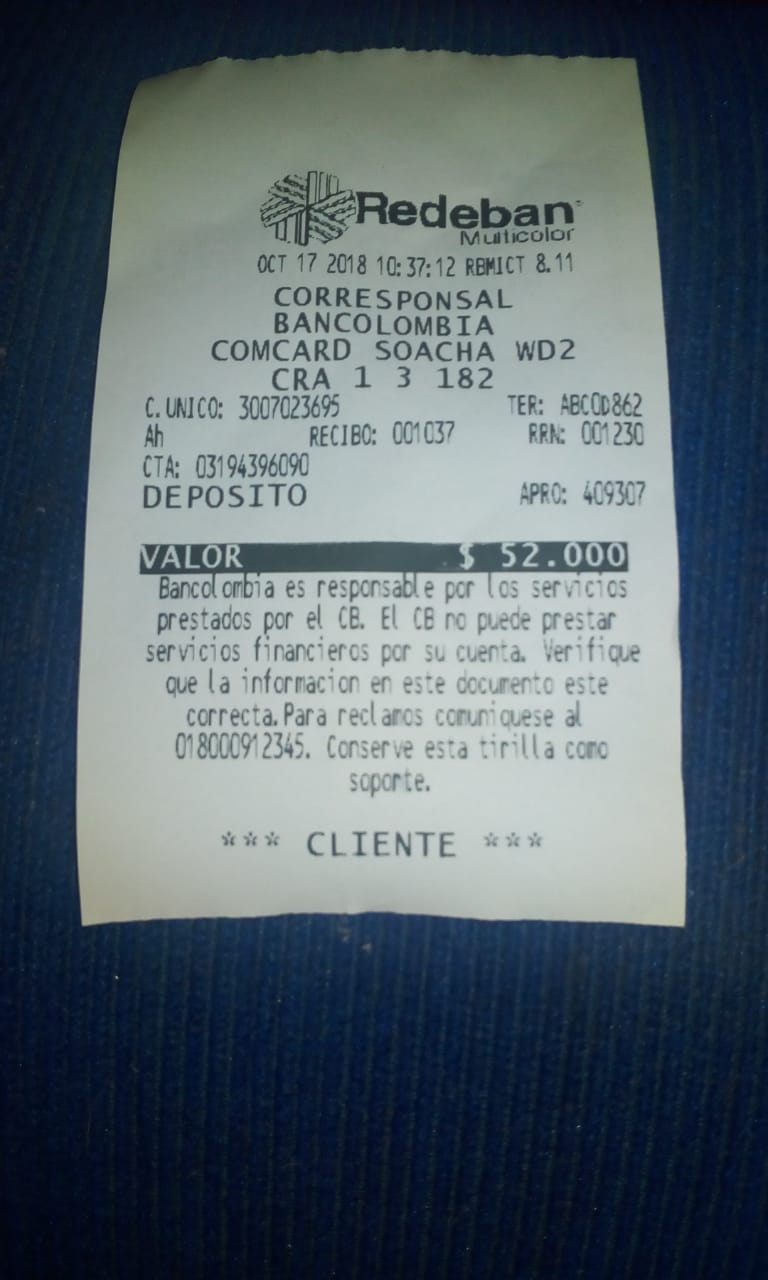 Redeban
Multicolor
OCT 17 2018 10:37:12 RBMICT 8.11
CORRESPONSAL
BANCOLOMBIA
COMCARD SOACHA WD2
CRA 1 3 182
C. UNICO: 3007023695 TER: ABCOD862
Ah RECIBO: 001037 RRN: 001230
CTA: 03194396090
DEPOSITO APRO: 409307
VALOR $ 52.000
Bancolombia es responsable por los servicios
prestados por el CB. El CB no puede prestar
servicios financieros por su cuenta. Verifique
que la informacion en este documento este
correcta.Para reclamos comuniquese al
018000912345. Conserve esta tirilla como
soporte.
*** CLIENTE ***